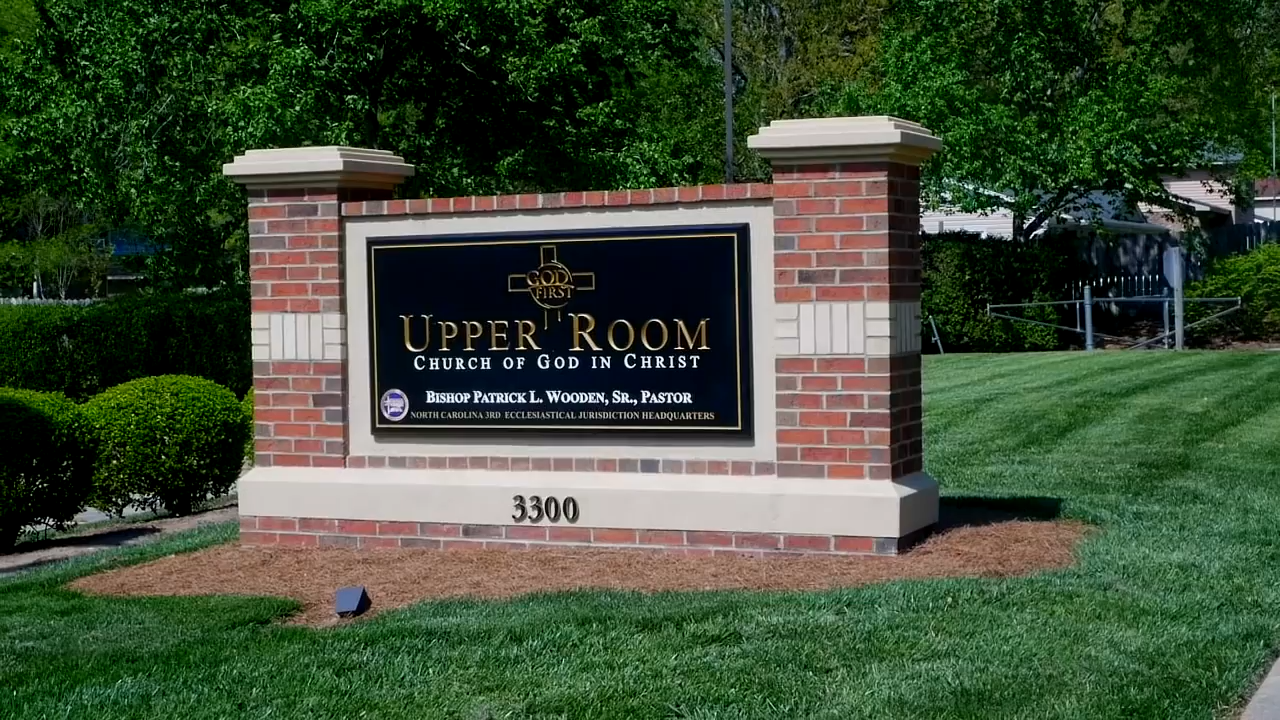 GOD
FIRST
UPPER ROOM
CHURCH OF GOD IN CHRIST
BISHOP PATRICK L. WOODEN, SR., PASTOR
NORTH CAROLINA 3RD ECCLESIASTICAL JURISDICTION HEADQUARTERS
3300